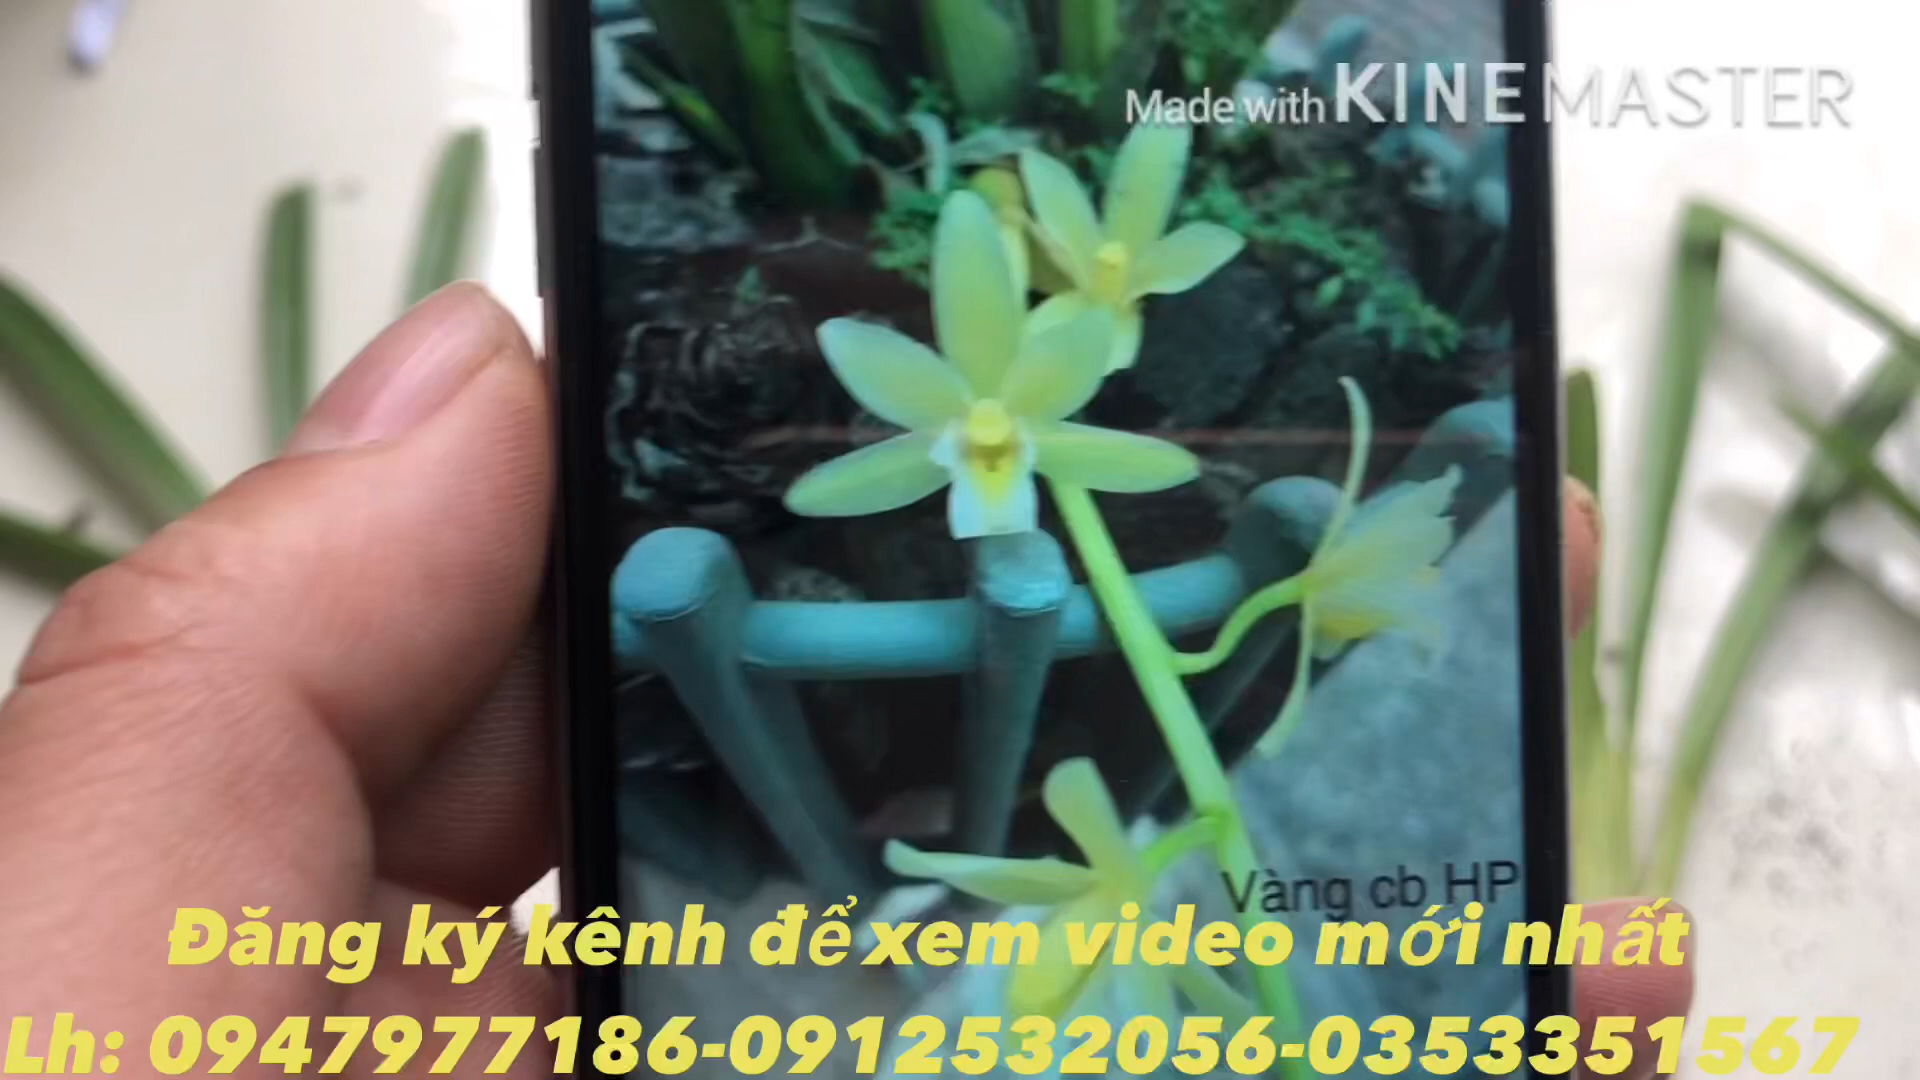 Made with KINEMASTER
Vàng cb HP
Đăng ký kênh để xem video mới nhất
Lh: 0947977186-0912532056-0353351567